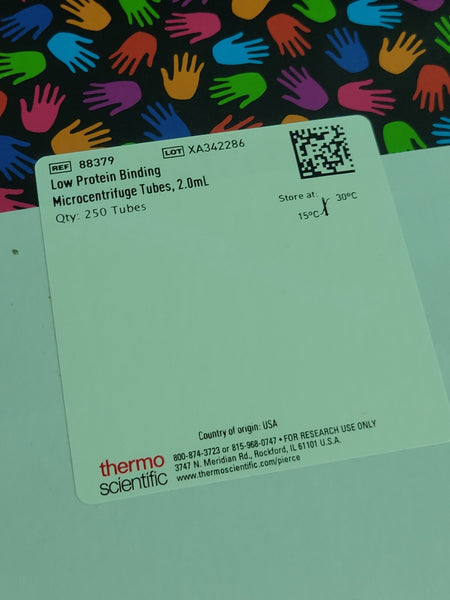 REF 88379 LOT XA342286
Low Protein Binding
Microcentrifuge Tubes, 2.0mL
Qty: 250 Tubes
Store at:
15ºC 30ºC
Country of origin: USA
thermo
scientific
800-874-3723 or 815-968-0747 • FOR RESEARCH USE ONLY
3747 N. Meridian Rd., Rockford, IL 61101 U.S.A.
www.thermoscientific.com/pierce